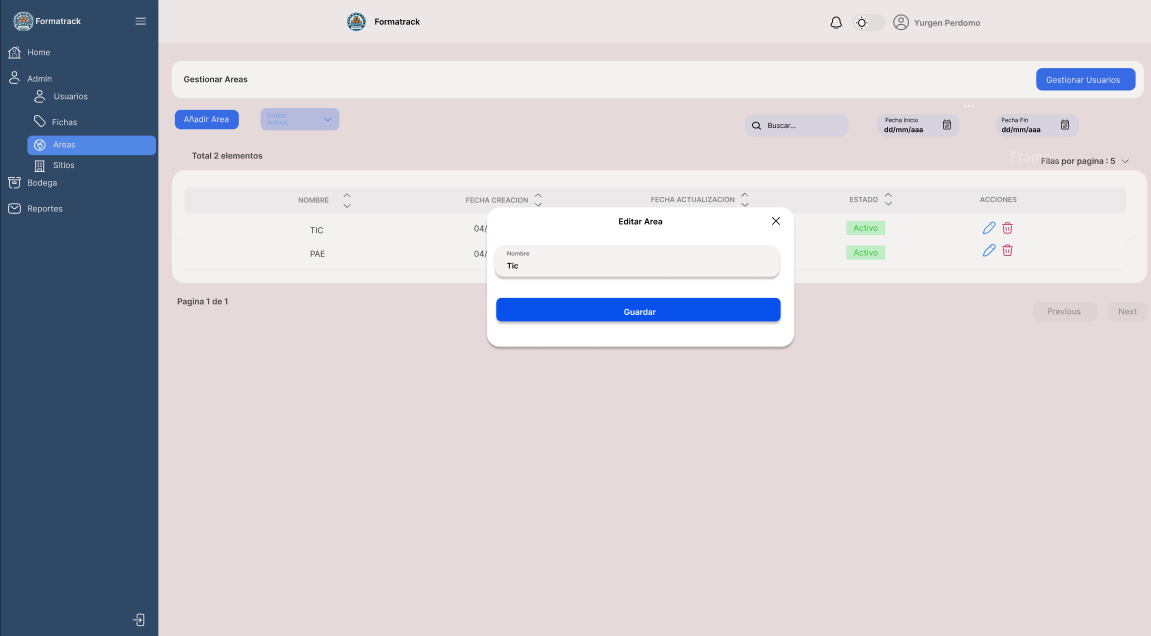 Formatrack
Formatrack
Yurgen Perdomo
Home
Admin
Usuarios
Fichas
Areas
Sitios
Bodega
Reportes
Gestionar Areas
Gestionar Usuarios
Añadir Area
Estado
Activos
Buscar...
Fecha Inicio
dd/mm/aaa
Fecha Fin
dd/mm/aaa
Total 2 elementos
Filas por pagina : 5
NOMBRE
FECHA CREACION
FECHA ACTUALIZACION
ESTADO
ACCIONES
TIC
04/
Activo
PAE
04/
Activo
Editar Area
Nombre
Tic
Guardar
Pagina 1 de 1
Previous
Next